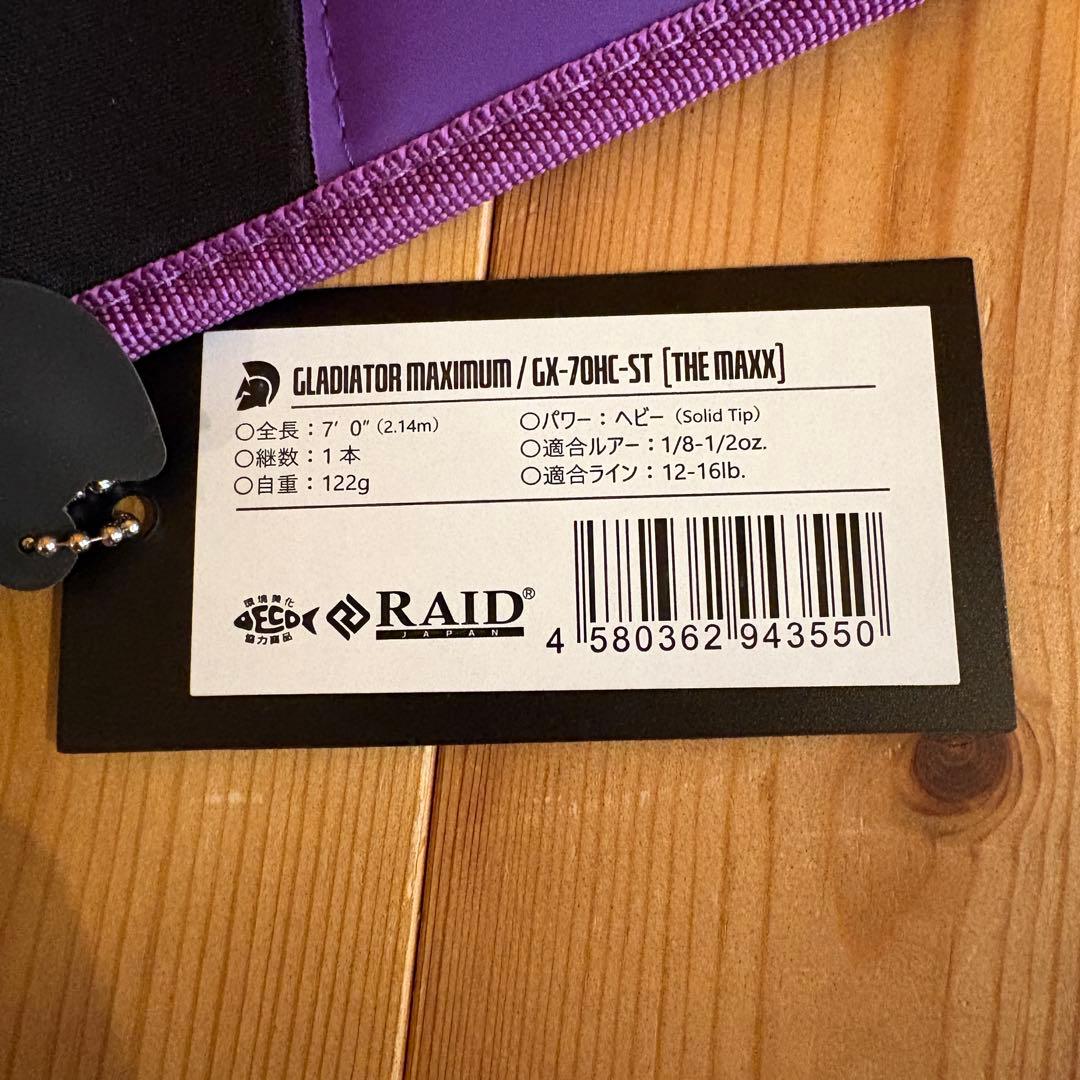 GLADIATOR MAXIMUM / GX-70HC-ST [THE MAXX]
○全長：7' 0" (2.14m)
○継数：1本
○自重：122g
○パワー：ヘビー（Solid Tip）
○適合ルアー：1/8-1/2oz.
○適合ライン：12-16lb.
環境美化
ECO
協力商品
RAID®
JAPAN
4 580362 943550